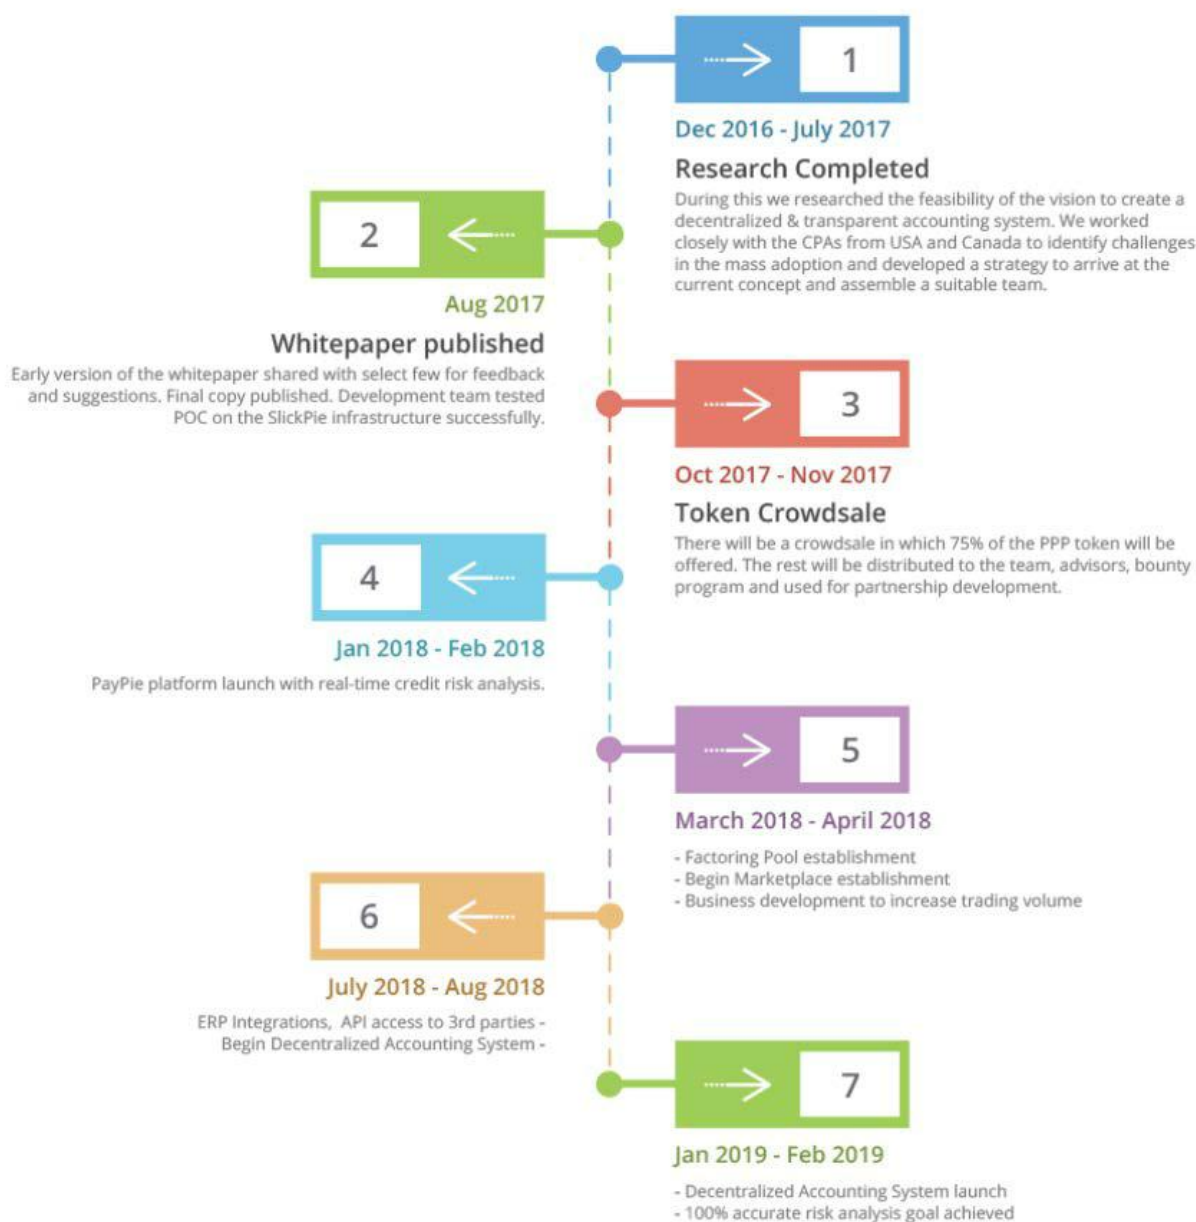 1
Dec 2016 - July 2017
Research Completed
During this we researched the feasibility of the vision to create a
decentralized & transparent accounting system. We worked
closely with the CPAs from USA and Canada to identify challenges
in the mass adoption and developed a strategy to arrive at the
current concept and assemble a suitable team.
2
Aug 2017
Whitepaper published
Early version of the whitepaper shared with select few for feedback
and suggestions. Final copy published. Development team tested
POC on the SlickPie infrastructure successfully.
3
Oct 2017 - Nov 2017
Token Crowdsale
There will be a crowdsale in which 75% of the PPP token will be
offered. The rest will be distributed to the team, advisors, bounty
program and used for partnership development.
4
Jan 2018 - Feb 2018
PayPie platform launch with real-time credit risk analysis.
5
March 2018 - April 2018
- Factoring Pool establishment
- Begin Marketplace establishment
- Business development to increase trading volume
6
July 2018 - Aug 2018
ERP Integrations,  API access to 3rd parties -
Begin Decentralized Accounting System -
7
Jan 2019 - Feb 2019
- Decentralized Accounting System launch
- 100% accurate risk analysis goal achieved